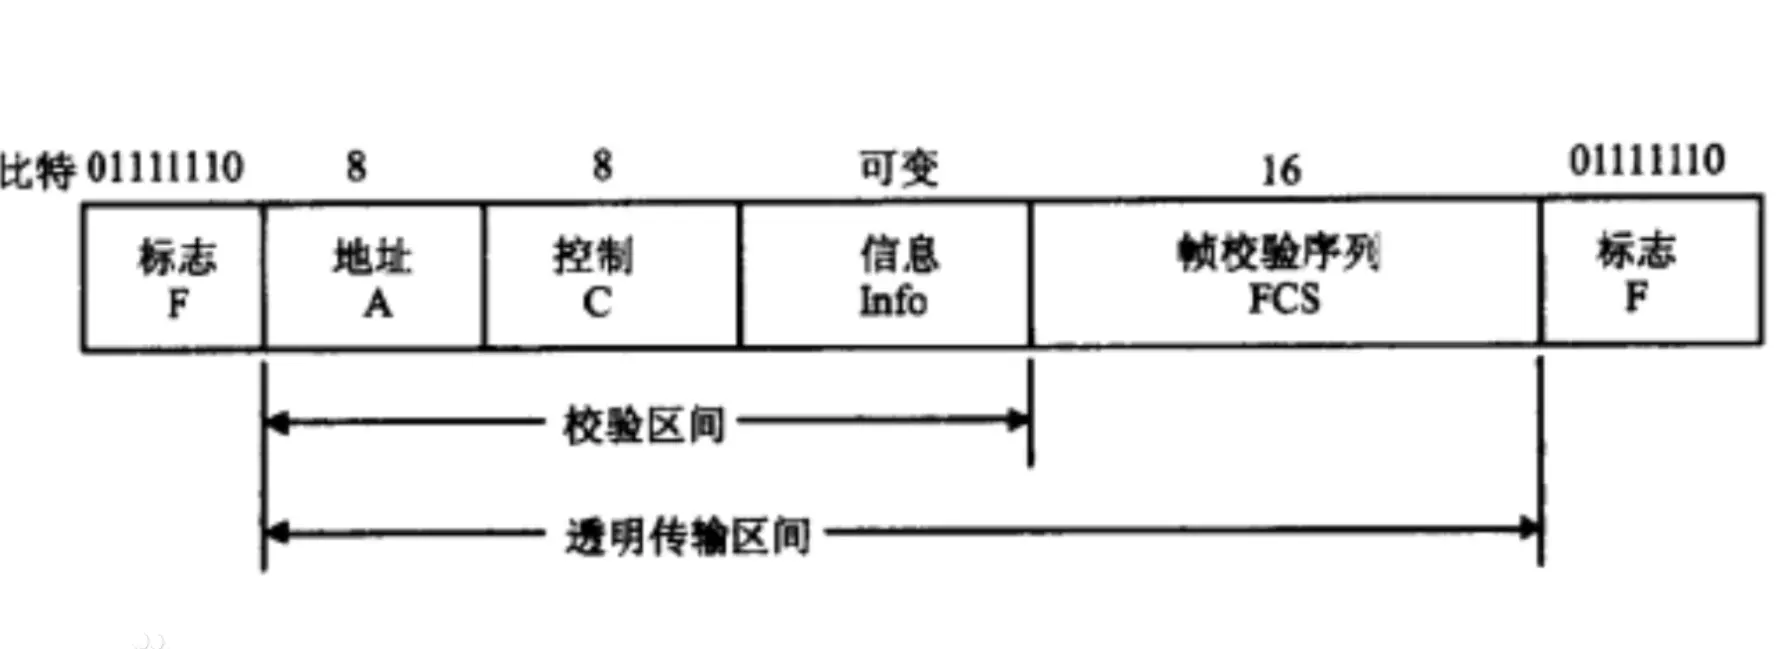 比特 01111110 8 8 可变 16 01111110
标志 地址 控制 信息 帧校验序列 标志
F A C Info FCS F
校验区间
透明传输区间